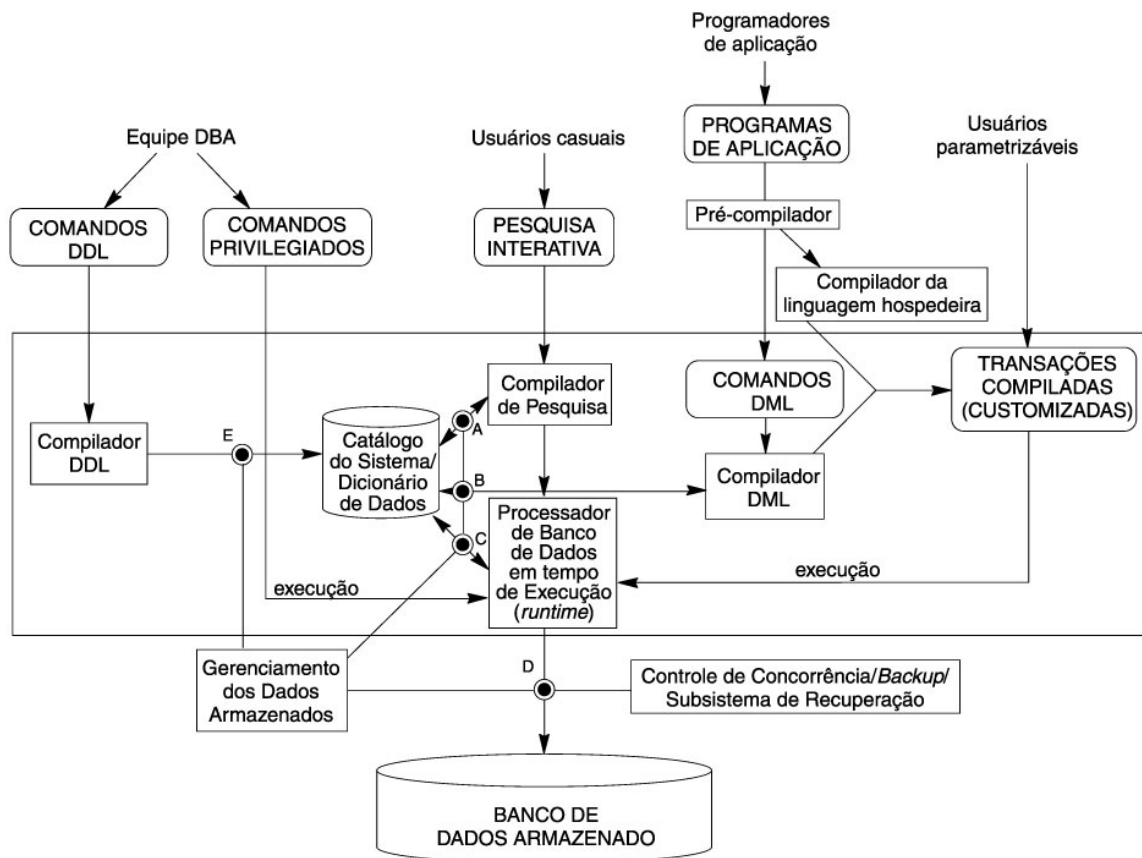 Programadores
de aplicação
Equipe DBA
Usuários casuais
PROGRAMAS
DE APLICAÇÃO
Usuários
parametrizáveis
COMANDOS
DDL
COMANDOS
PRIVILEGIADOS
PESQUISA
INTERATIVA
Pré-compilador
Compilador da
linguagem hospedeira
Compilador
DDL
E
Catálogo
do Sistema/
Dicionário
de Dados
A
B
C
Compilador
de Pesquisa
COMANDOS
DML
TRANSAÇÕES
COMPILADAS
(CUSTOMIZADAS)
Compilador
DML
Processador
de Banco
de Dados
em tempo
de Execução
(runtime)
execução
execução
Gerenciamento
dos Dados
Armazenados
D
Controle de Concorrência/Backup/
Subsistema de Recuperação
BANCO DE
DADOS ARMAZENADO